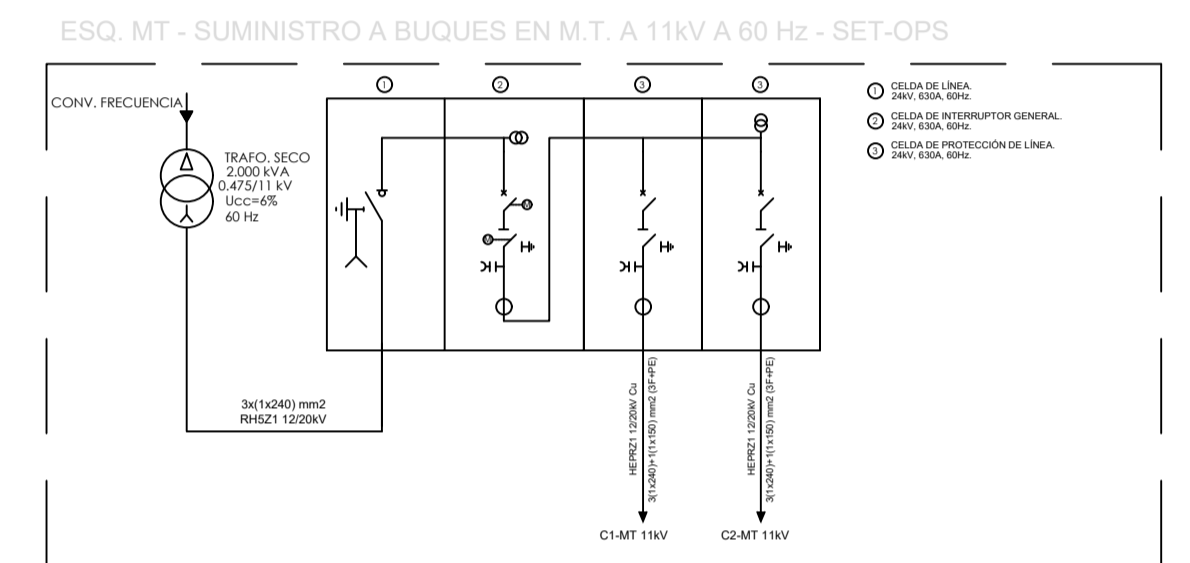 ESQ. MT - SUMINISTRO A BUQUES EN M.T. A 11kV A 60 Hz - SET-OPS
CONV. FRECUENCIA
TRAFO. SECO
2.000 kVA
0.475/11 kV
Ucc=6%
60 Hz
3x(1x240) mm2
RH5Z1 12/20kV
1
2
3
3
1 CELDA DE LÍNEA.
24kV, 630A, 60Hz.
2 CELDA DE INTERRUPTOR GENERAL.
24kV, 630A, 60Hz.
3 CELDA DE PROTECCIÓN DE LÍNEA.
24kV, 630A, 60Hz.
HEPRZ1 12/20kV Cu
3(1x240)+1(1x150) mm2 (3F+PE)
HEPRZ1 12/20kV Cu
3(1x240)+1(1x150) mm2 (3F+PE)
C1-MT 11kV
C2-MT 11kV